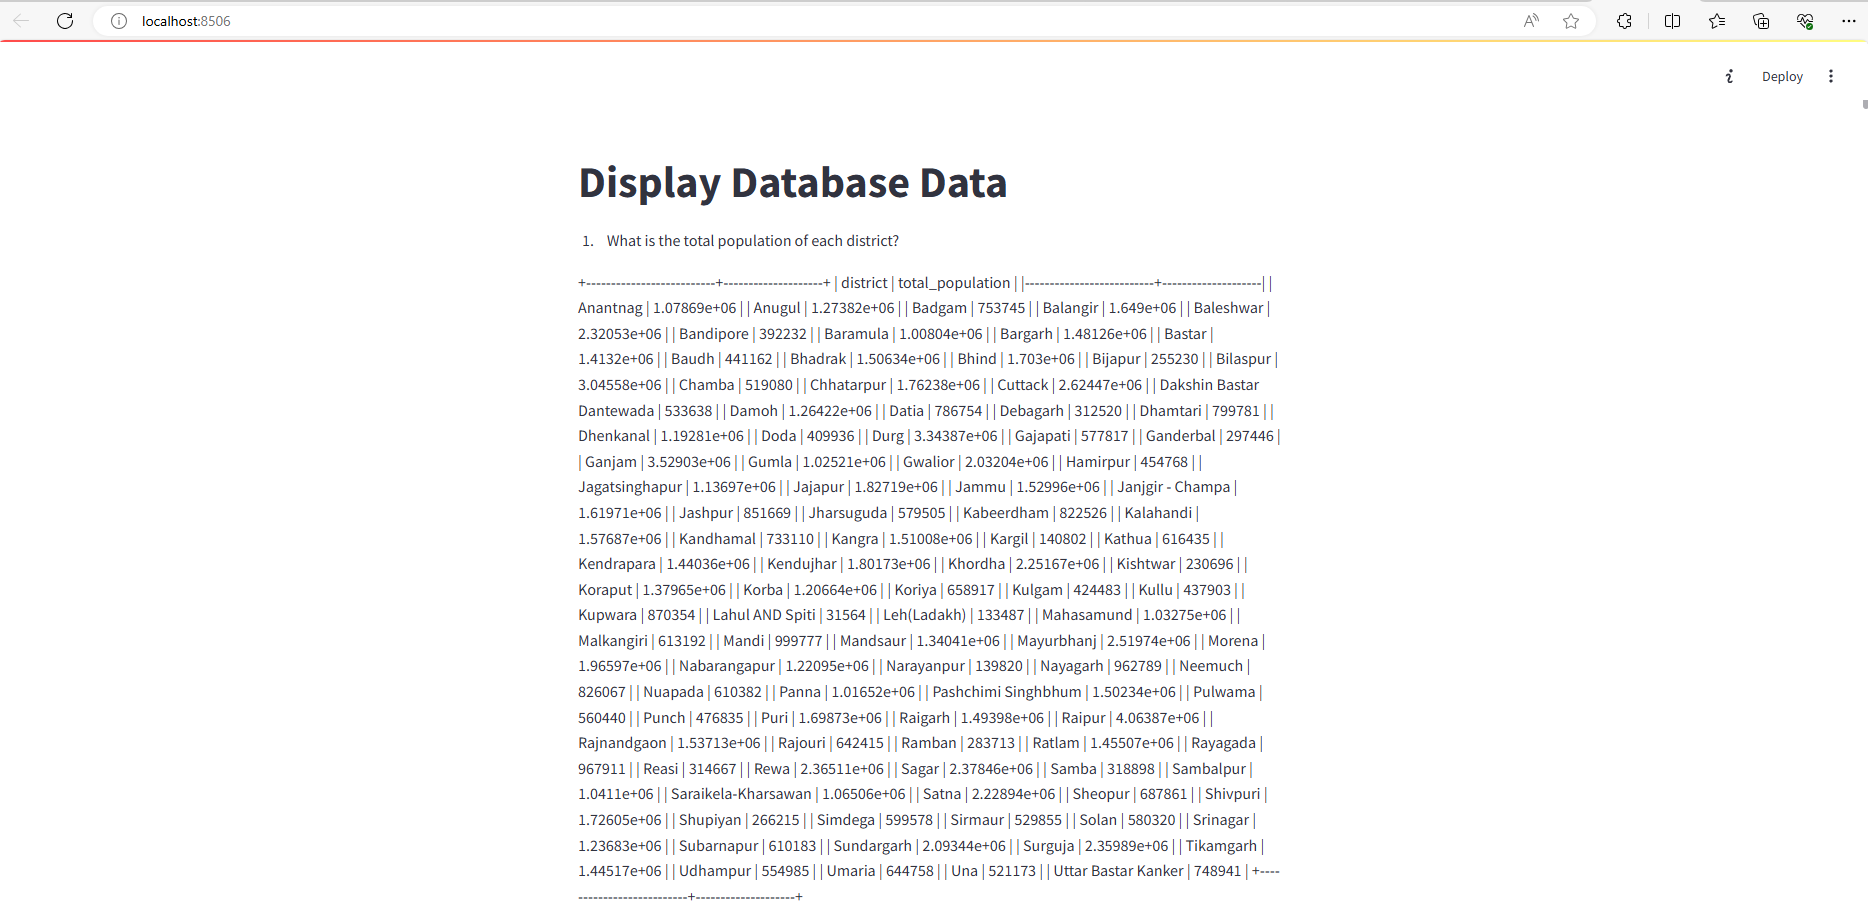 localhost:8506
Deploy
Display Database Data
1. What is the total population of each district?
+--------------------------+--------------------+ | district | total_population | |--------------------------+--------------------| |
Anantnag | 1.07869e+06 | | Anugul | 1.27382e+06 | | Badgam | 753745 | | Balangir | 1.649e+06 | | Baleshwar |
2.32053e+06 | | Bandipore | 392232 | | Baramula | 1.00804e+06 | | Bargarh | 1.48126e+06 | | Bastar |
1.4132e+06 | | Baudh | 441162 | | Bhadrak | 1.50634e+06 | | Bhind | 1.703e+06 | | Bijapur | 255230 | | Bilaspur |
3.04558e+06 | | Chamba | 519080 | | Chhatarpur | 1.76238e+06 | | Cuttack | 2.62447e+06 | | Dakshin Bastar
Dantewada | 533638 | | Damoh | 1.26422e+06 | | Datia | 786754 | | Debagarh | 312520 | | Dhamtari | 799781 | |
Dhenkanal | 1.19281e+06 | | Doda | 409936 | | Durg | 3.34387e+06 | | Gajapati | 577817 | | Ganderbal | 297446 |
| Ganjam | 3.52903e+06 | | Gumla | 1.02521e+06 | | Gwalior | 2.03204e+06 | | Hamirpur | 454768 | |
Jagatsinghapur | 1.13697e+06 | | Jajapur | 1.82719e+06 | | Jammu | 1.52996e+06 | | Janjgir - Champa |
1.61971e+06 | | Jashpur | 851669 | | Jharsuguda | 579505 | | Kabeerdham | 822526 | | Kalahandi |
1.57687e+06 | | Kandhamal | 733110 | | Kangra | 1.51008e+06 | | Kargil | 140802 | | Kathua | 616435 | |
Kendrapara | 1.44036e+06 | | Kendujhar | 1.80173e+06 | | Khordha | 2.25167e+06 | | Kishtwar | 230696 | |
Koraput | 1.37965e+06 | | Korba | 1.20664e+06 | | Koriya | 658917 | | Kulgam | 424483 | | Kullu | 437903 | |
Kupwara | 870354 | | Lahul AND Spiti | 31564 | | Leh(Ladakh) | 133487 | | Mahasamund | 1.03275e+06 | |
Malkangiri | 613192 | | Mandi | 999777 | | Mandsaur | 1.34041e+06 | | Mayurbhanj | 2.51974e+06 | | Morena |
1.96597e+06 | | Nabarangapur | 1.22095e+06 | | Narayanpur | 139820 | | Nayagarh | 962789 | | Neemuch |
826067 | | Nuapada | 610382 | | Panna | 1.01652e+06 | | Pashchimi Singhbhum | 1.50234e+06 | | Pulwama |
560440 | | Punch | 476835 | | Puri | 1.69873e+06 | | Raigarh | 1.49398e+06 | | Raipur | 4.06387e+06 | |
Rajnandgaon | 1.53713e+06 | | Rajouri | 642415 | | Ramban | 283713 | | Ratlam | 1.45507e+06 | | Rayagada |
967911 | | Reasi | 314667 | | Rewa | 2.36511e+06 | | Sagar | 2.37846e+06 | | Samba | 318898 | | Sambalpur |
1.0411e+06 | | Saraikela-Kharsawan | 1.06506e+06 | | Satna | 2.22894e+06 | | Sheopur | 687861 | | Shivpuri |
1.72605e+06 | | Shupiyan | 266215 | | Simdega | 599578 | | Sirmaur | 529855 | | Solan | 580320 | | Srinagar |
1.23683e+06 | | Subarnapur | 610183 | | Sundargarh | 2.09344e+06 | | Surguja | 2.35989e+06 | | Tikamgarh |
1.44517e+06 | | Udhampur | 554985 | | Umaria | 644758 | | Una | 521173 | | Uttar Bastar Kanker | 748941 | +----
----------------------+--------------------+